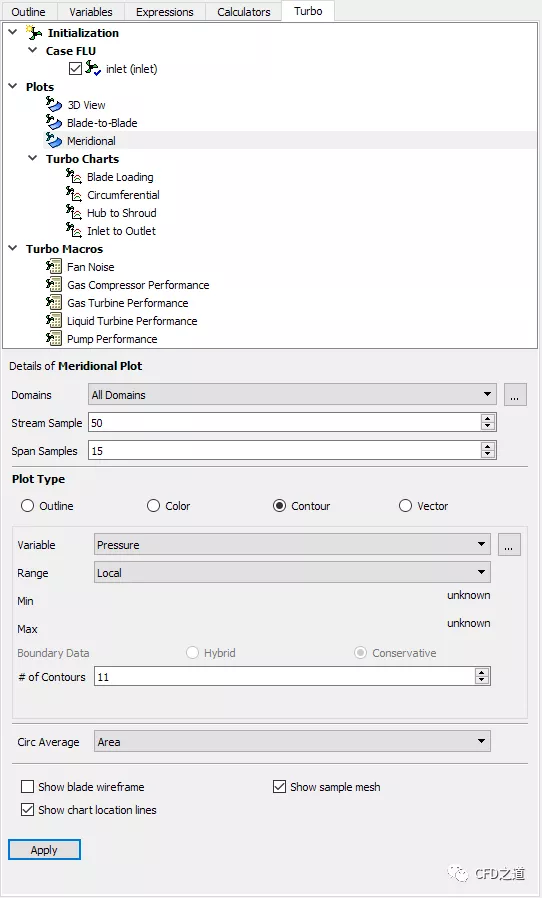 Outline Variables Expressions Calculators Turbo
Initialization
Case FLU
inlet (inlet)
Plots
3D View
Blade-to-Blade
Meridional
Turbo Charts
Blade Loading
Circumferential
Hub to Shroud
Inlet to Outlet
Turbo Macros
Fan Noise
Gas Compressor Performance
Gas Turbine Performance
Liquid Turbine Performance
Pump Performance
Details of Meridional Plot
Domains All Domains ...
Stream Sample 50
Span Samples 15
Plot Type
Outline Color Contour Vector
Variable Pressure ...
Range Local
Min unknown
Max unknown
Boundary Data Hybrid Conservative
# of Contours 11
Circ Average Area
Show blade wireframe Show sample mesh
Show chart location lines
Apply
CFD之道